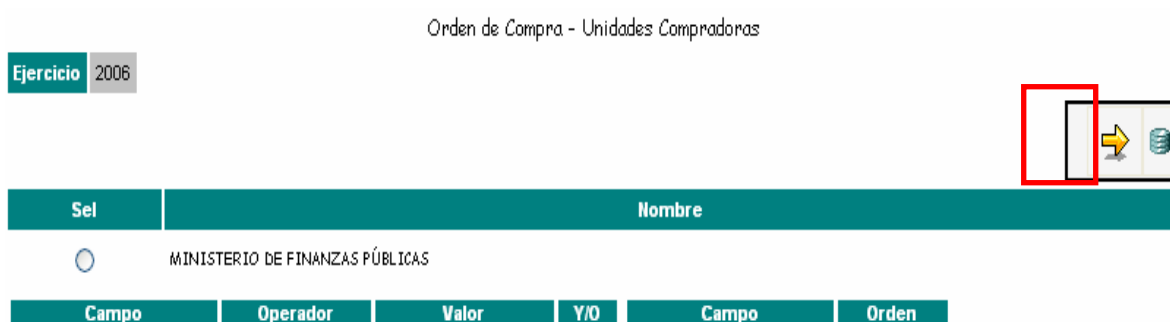 Orden de Compra - Unidades Compradoras
Ejercicio 2006
Sel Nombre
MINISTERIO DE FINANZAS PÚBLICAS
Campo Operador Valor Y/O Campo Orden